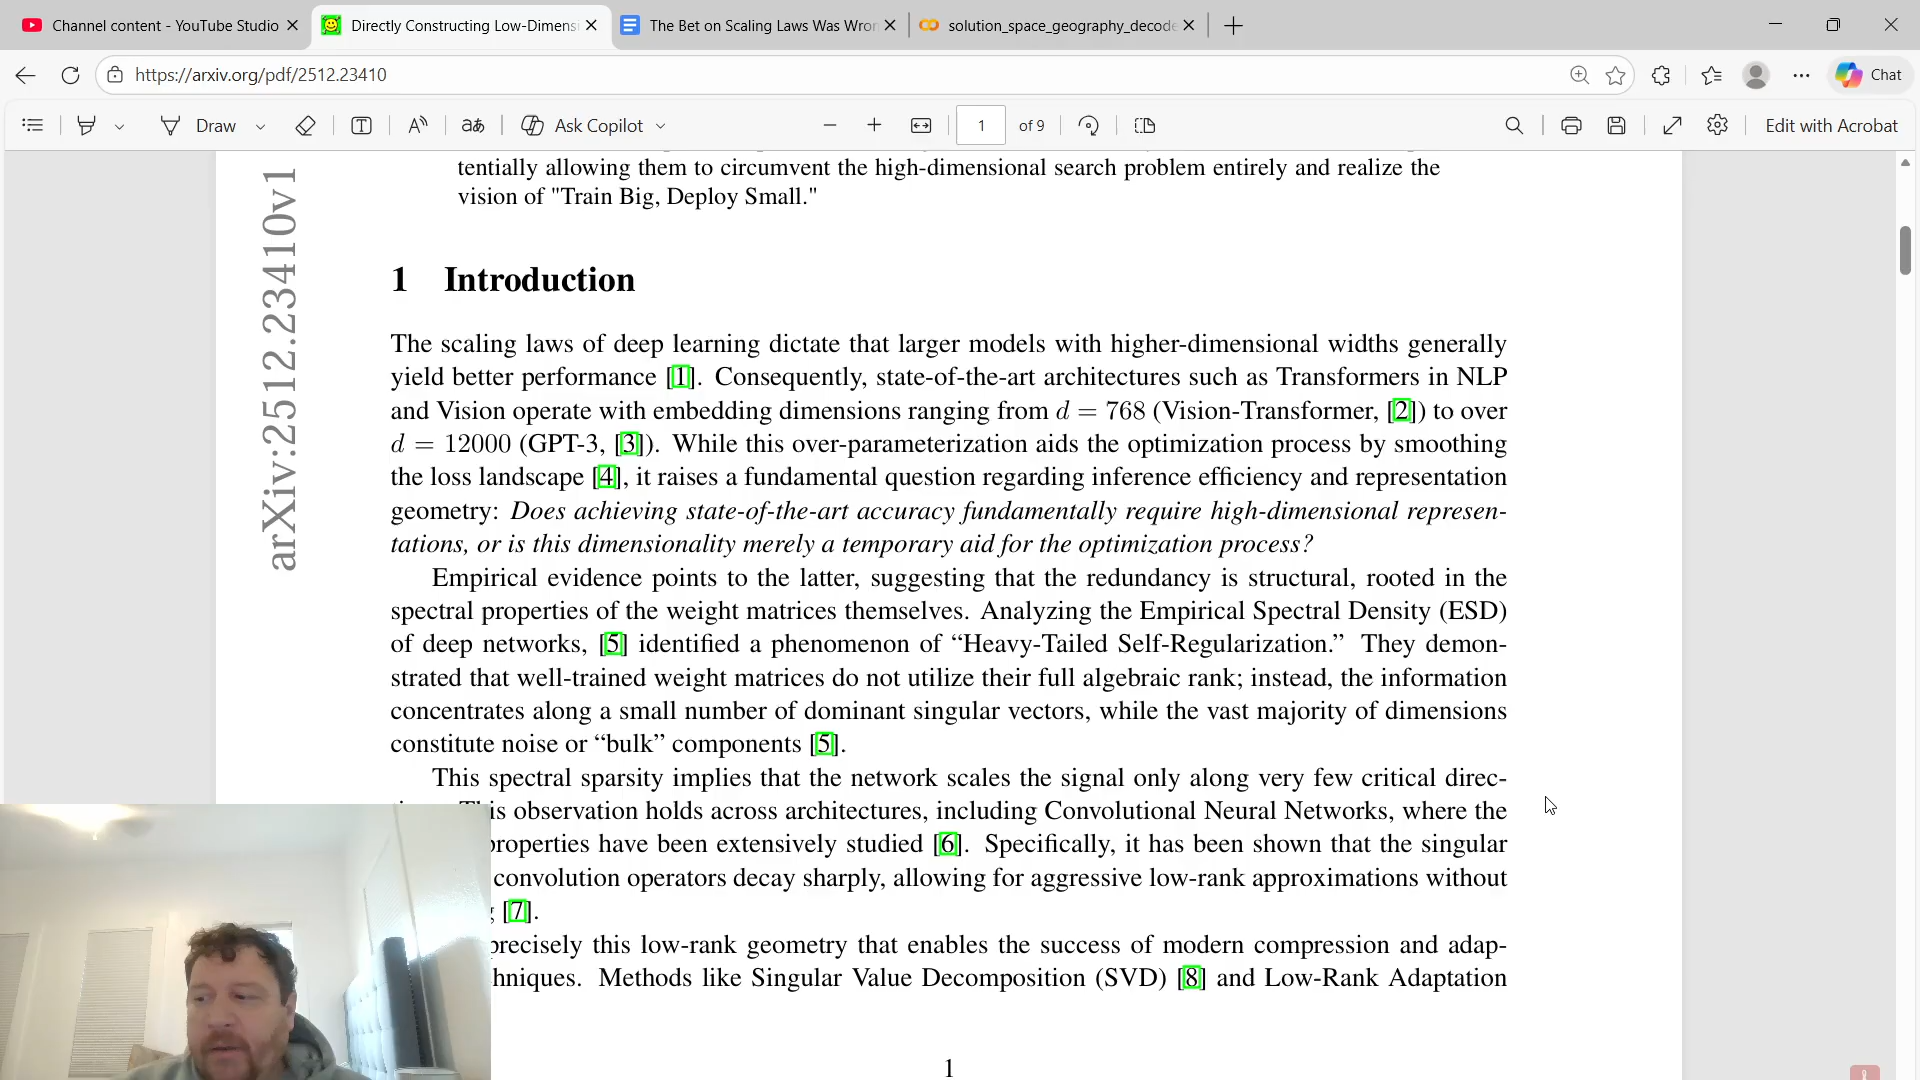 Channel content - YouTube Studio
Directly Constructing Low-Dimens
The Bet on Scaling Laws Was Wron
solution_space_geography_decode
https://arxiv.org/pdf/2512.23410
Chat
Draw
Ask Copilot
1
of 9
Edit with Acrobat
arXiv:2512.23410v1
tentially allowing them to circumvent the high-dimensional search problem entirely and realize the
vision of "Train Big, Deploy Small."
1 Introduction
The scaling laws of deep learning dictate that larger models with higher-dimensional widths generally
yield better performance [1]. Consequently, state-of-the-art architectures such as Transformers in NLP
and Vision operate with embedding dimensions ranging from d = 768 (Vision-Transformer, [2]) to over
d = 12000 (GPT-3, [3]). While this over-parameterization aids the optimization process by smoothing
the loss landscape [4], it raises a fundamental question regarding inference efficiency and representation
geometry: Does achieving state-of-the-art accuracy fundamentally require high-dimensional represen-
tations, or is this dimensionality merely a temporary aid for the optimization process?
Empirical evidence points to the latter, suggesting that the redundancy is structural, rooted in the
spectral properties of the weight matrices themselves. Analyzing the Empirical Spectral Density (ESD)
of deep networks, [5] identified a phenomenon of “Heavy-Tailed Self-Regularization.” They demon-
strated that well-trained weight matrices do not utilize their full algebraic rank; instead, the information
concentrates along a small number of dominant singular vectors, while the vast majority of dimensions
constitute noise or “bulk” components [5].
This spectral sparsity implies that the network scales the signal only along very few critical direc-
This observation holds across architectures, including Convolutional Neural Networks, where the
properties have been extensively studied [6]. Specifically, it has been shown that the singular
convolution operators decay sharply, allowing for aggressive low-rank approximations without
[7].
precisely this low-rank geometry that enables the success of modern compression and adap-
hniques. Methods like Singular Value Decomposition (SVD) [8] and Low-Rank Adaptation
1